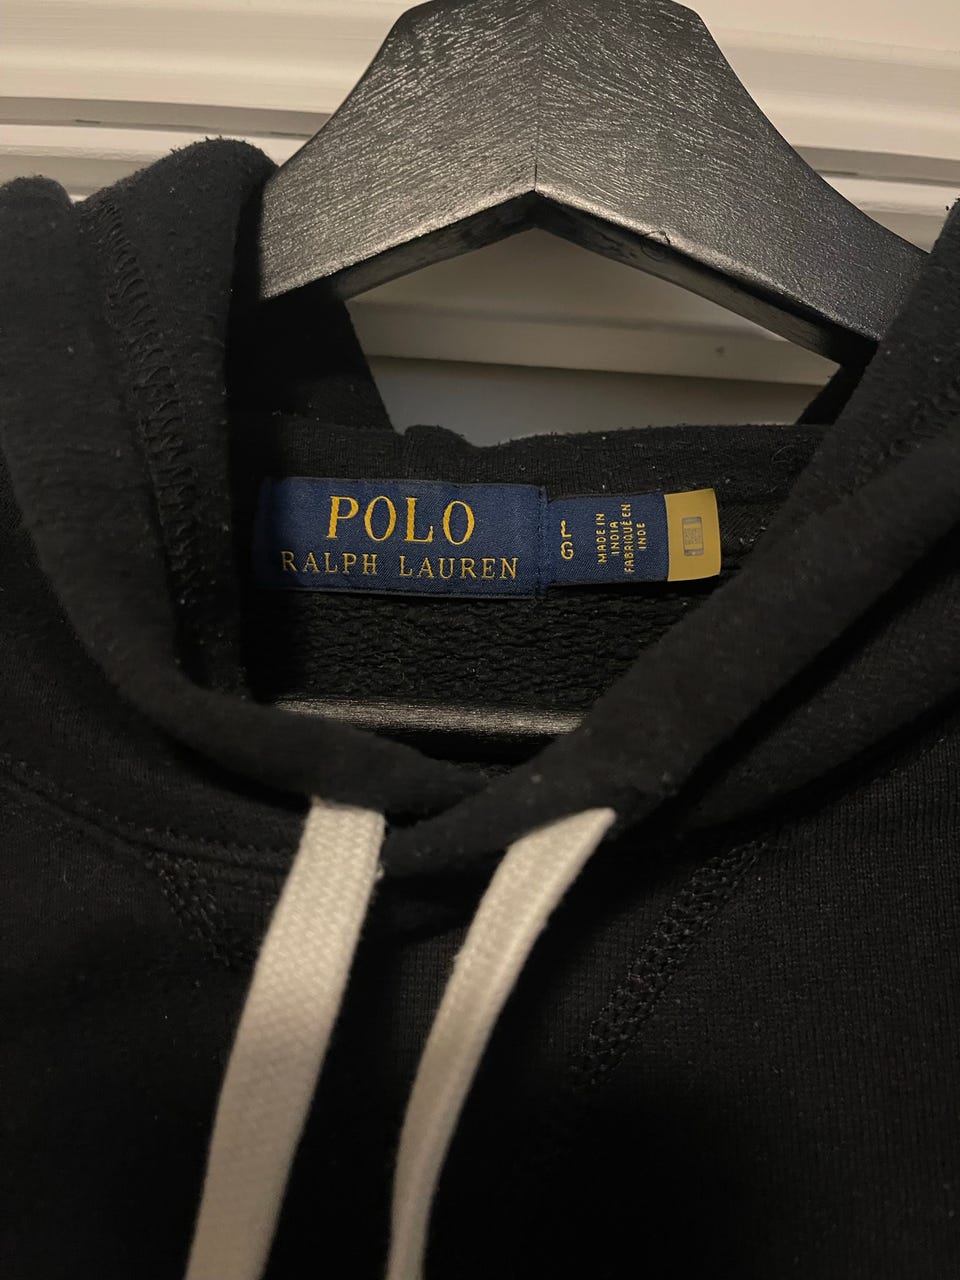 POLO
RALPH LAUREN
L
G
MADE IN
INDIA
FABRIQUÉ EN
INDE